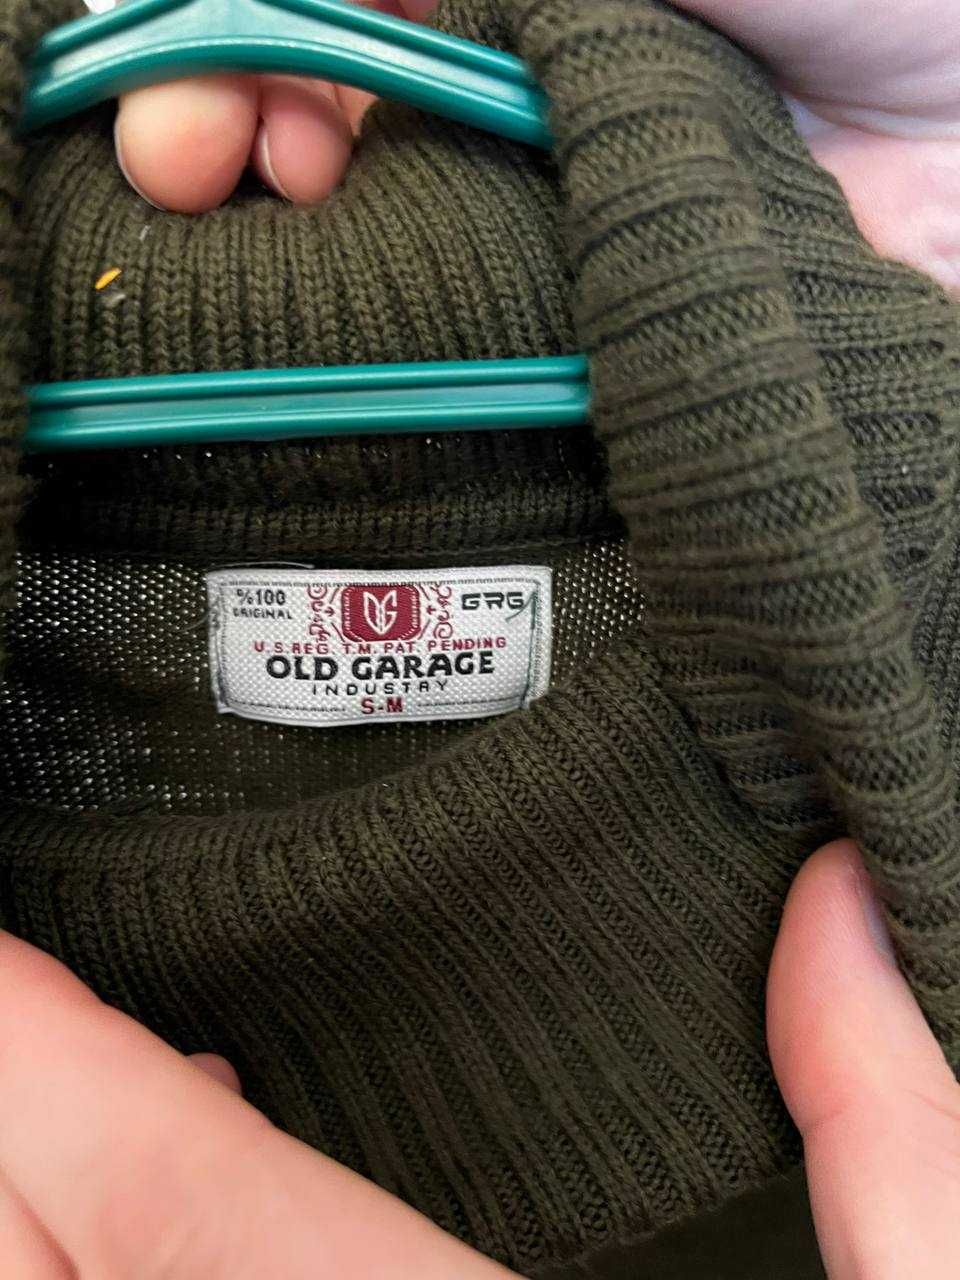 %100
ORIGINAL
GRG
U.S.REG. T.M. PAT. PENDING
OLD GARAGE
INDUSTRY
S-M